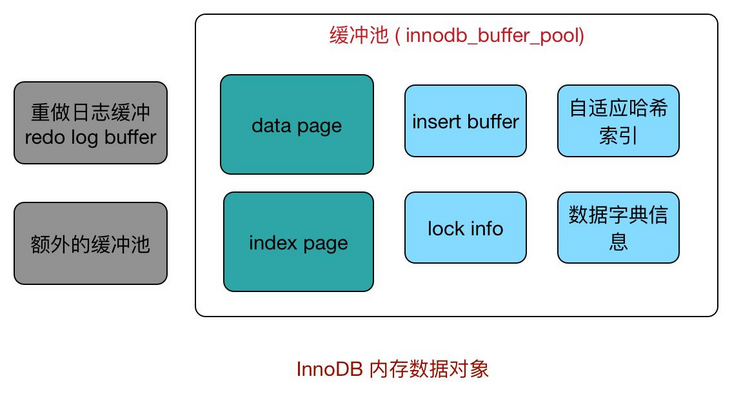 缓冲池 ( innodb_buffer_pool)
重做日志缓冲
redo log buffer
data page
insert buffer
自适应哈希
索引
额外的缓冲池
index page
lock info
数据字典信
息
InnoDB 内存数据对象